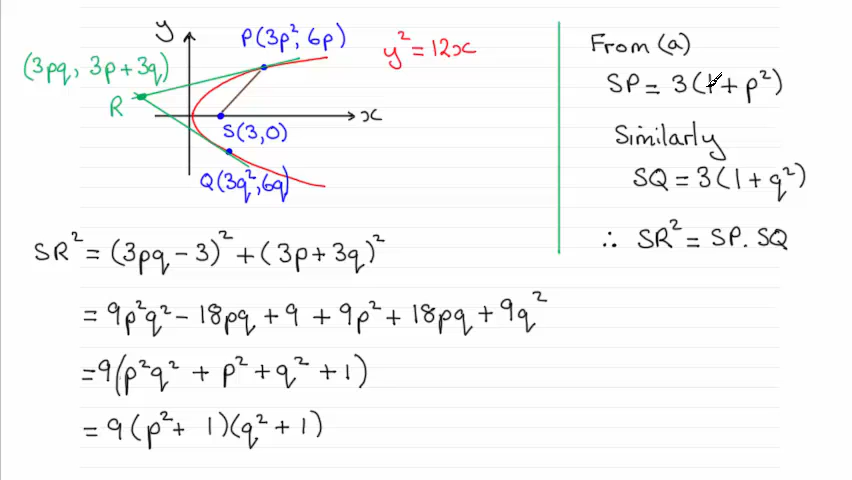 y
P(3p², 6p)
y² = 12x
(3pq, 3p+3q)
R
x
S(3,0)
Q(3q², 6q)
SR² = (3pq − 3)² + (3p + 3q)²
= 9p²q² − 18pq + 9 + 9p² + 18pq + 9q²
= 9(p²q² + p² + q² + 1)
= 9(p² + 1)(q² + 1)
From (a)
SP = 3(1 + p²)
Similarly
SQ = 3(1 + q²)
∴ SR² = SP. SQ